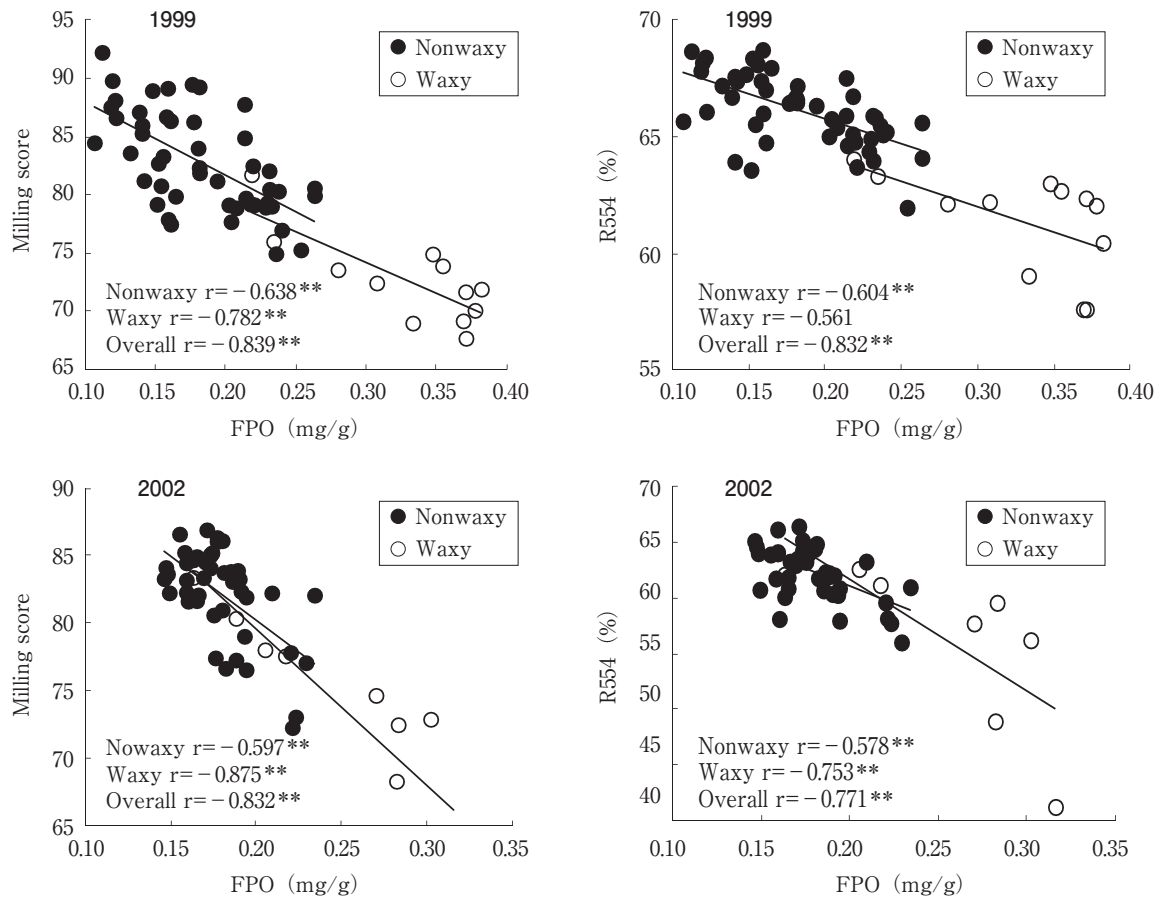 1999
95
90
85
80
75
70
65
Milling score
Nonwaxy
Waxy
Nonwaxy r=−0.638**
Waxy r=−0.782**
Overall r=−0.839**
0.10 0.15 0.20 0.25 0.30 0.35 0.40
FPO (mg/g)
1999
70
65
60
55
R554 (%)
Nonwaxy
Waxy
Nonwaxy r=−0.604**
Waxy r=−0.561
Overall r=−0.832**
0.10 0.15 0.20 0.25 0.30 0.35 0.40
FPO (mg/g)
2002
90
85
80
75
70
65
Milling score
Nonwaxy
Waxy
Nowaxy r=−0.597**
Waxy r=−0.875**
Overall r=−0.832**
0.10 0.15 0.20 0.25 0.30 0.35
FPO (mg/g)
2002
70
65
60
55
50
45
40
R554 (%)
Nonwaxy
Waxy
Nonwaxy r=−0.578**
Waxy r=−0.753**
Overall r=−0.771**
0.10 0.15 0.20 0.25 0.30 0.35
FPO (mg/g)